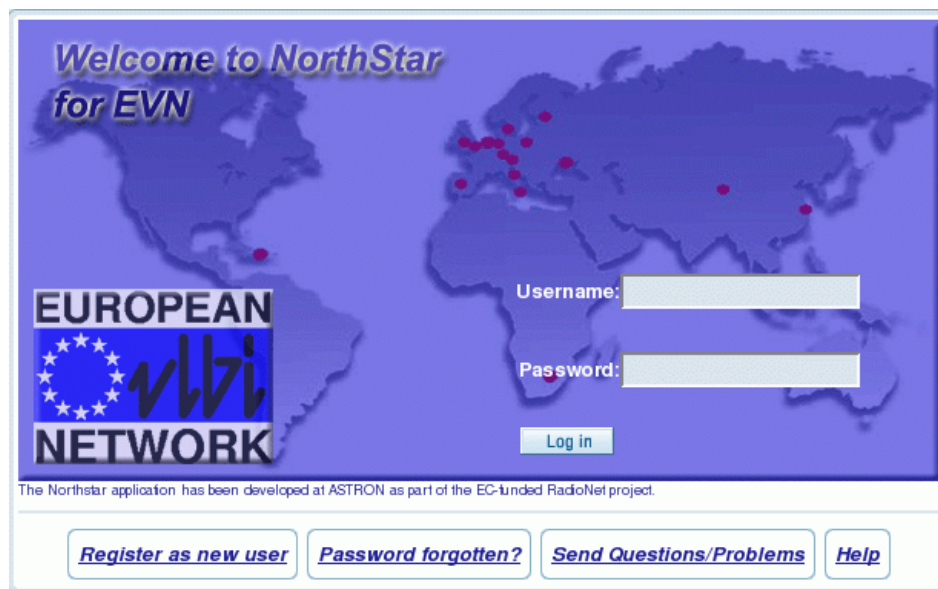 Welcome to NorthStar
for EVN
EUROPEAN
vlbi
NETWORK
Username:
Password:
Log in
The Northstar application has been developed at ASTRON as part of the EC-funded RadioNet project.
Register as new user
Password forgotten?
Send Questions/Problems
Help